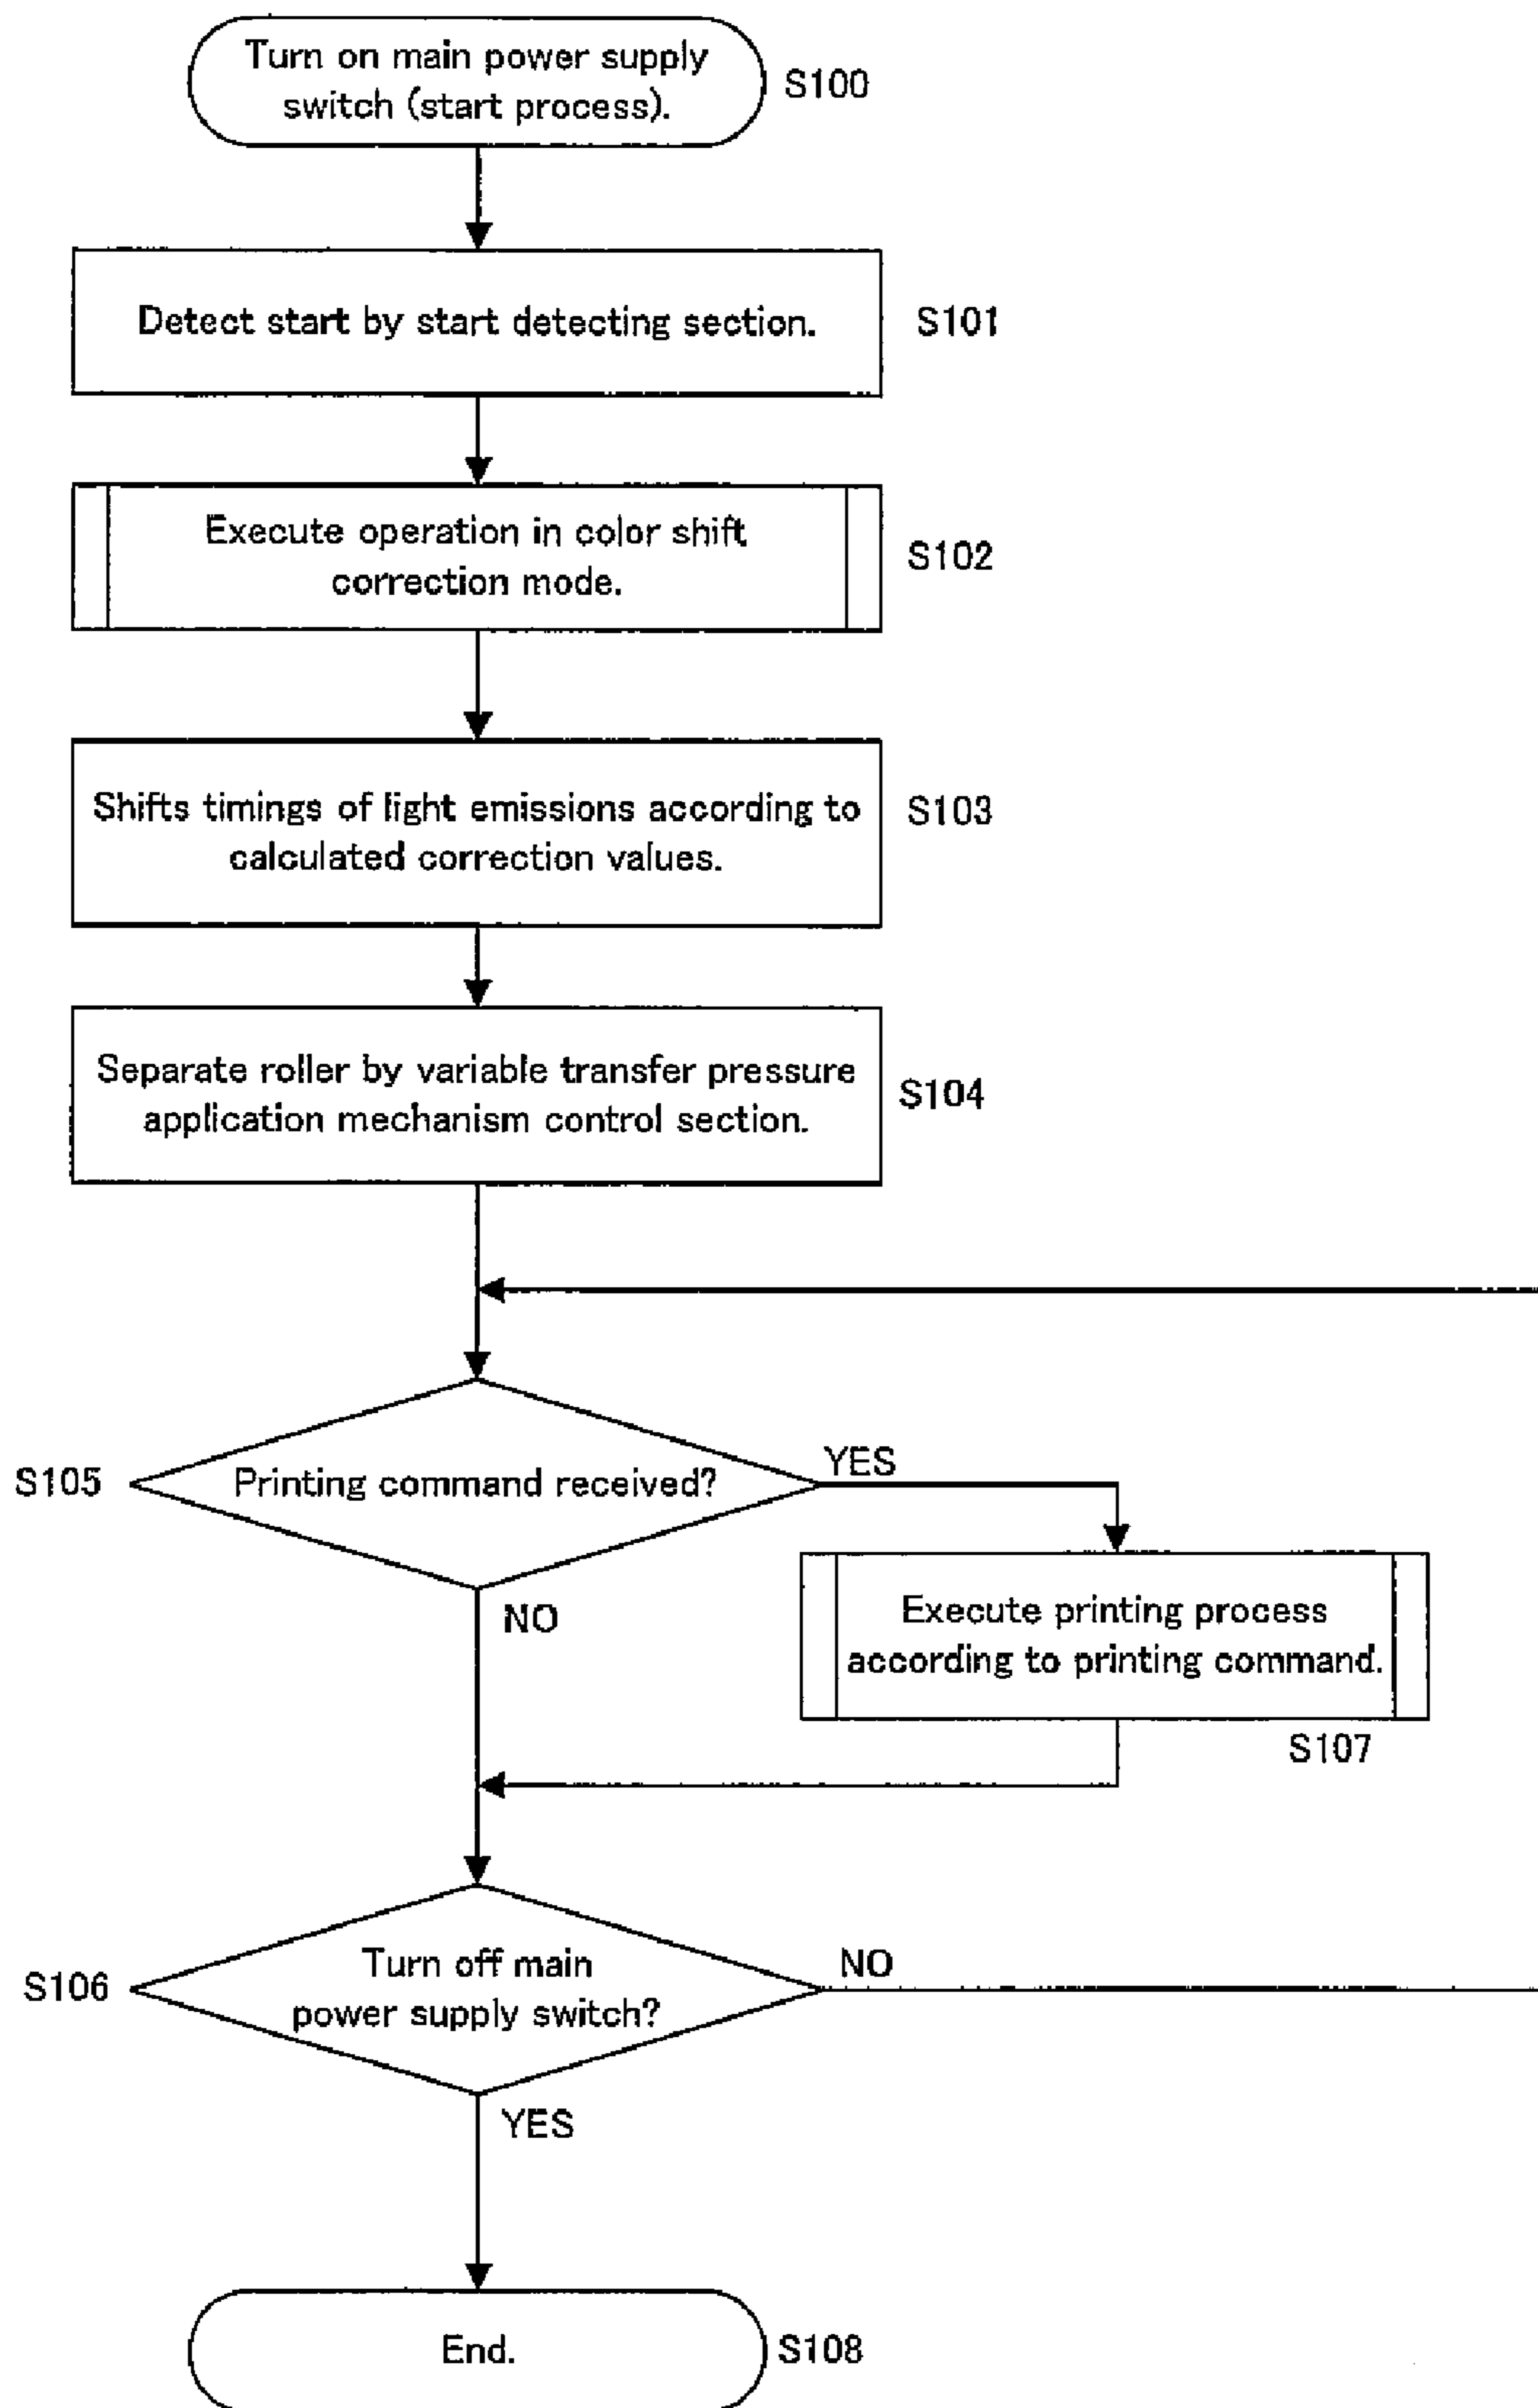 Turn on main power supply
switch (start process).
S100
Detect start by start detecting section.
S101
Execute operation in color shift
correction mode.
S102
Shifts timings of light emissions according to
calculated correction values.
S103
Separate roller by variable transfer pressure
application mechanism control section.
S104
S105
Printing command received?
YES
NO
Execute printing process
according to printing command.
S107
S106
Turn off main
power supply switch?
NO
YES
End.
S108